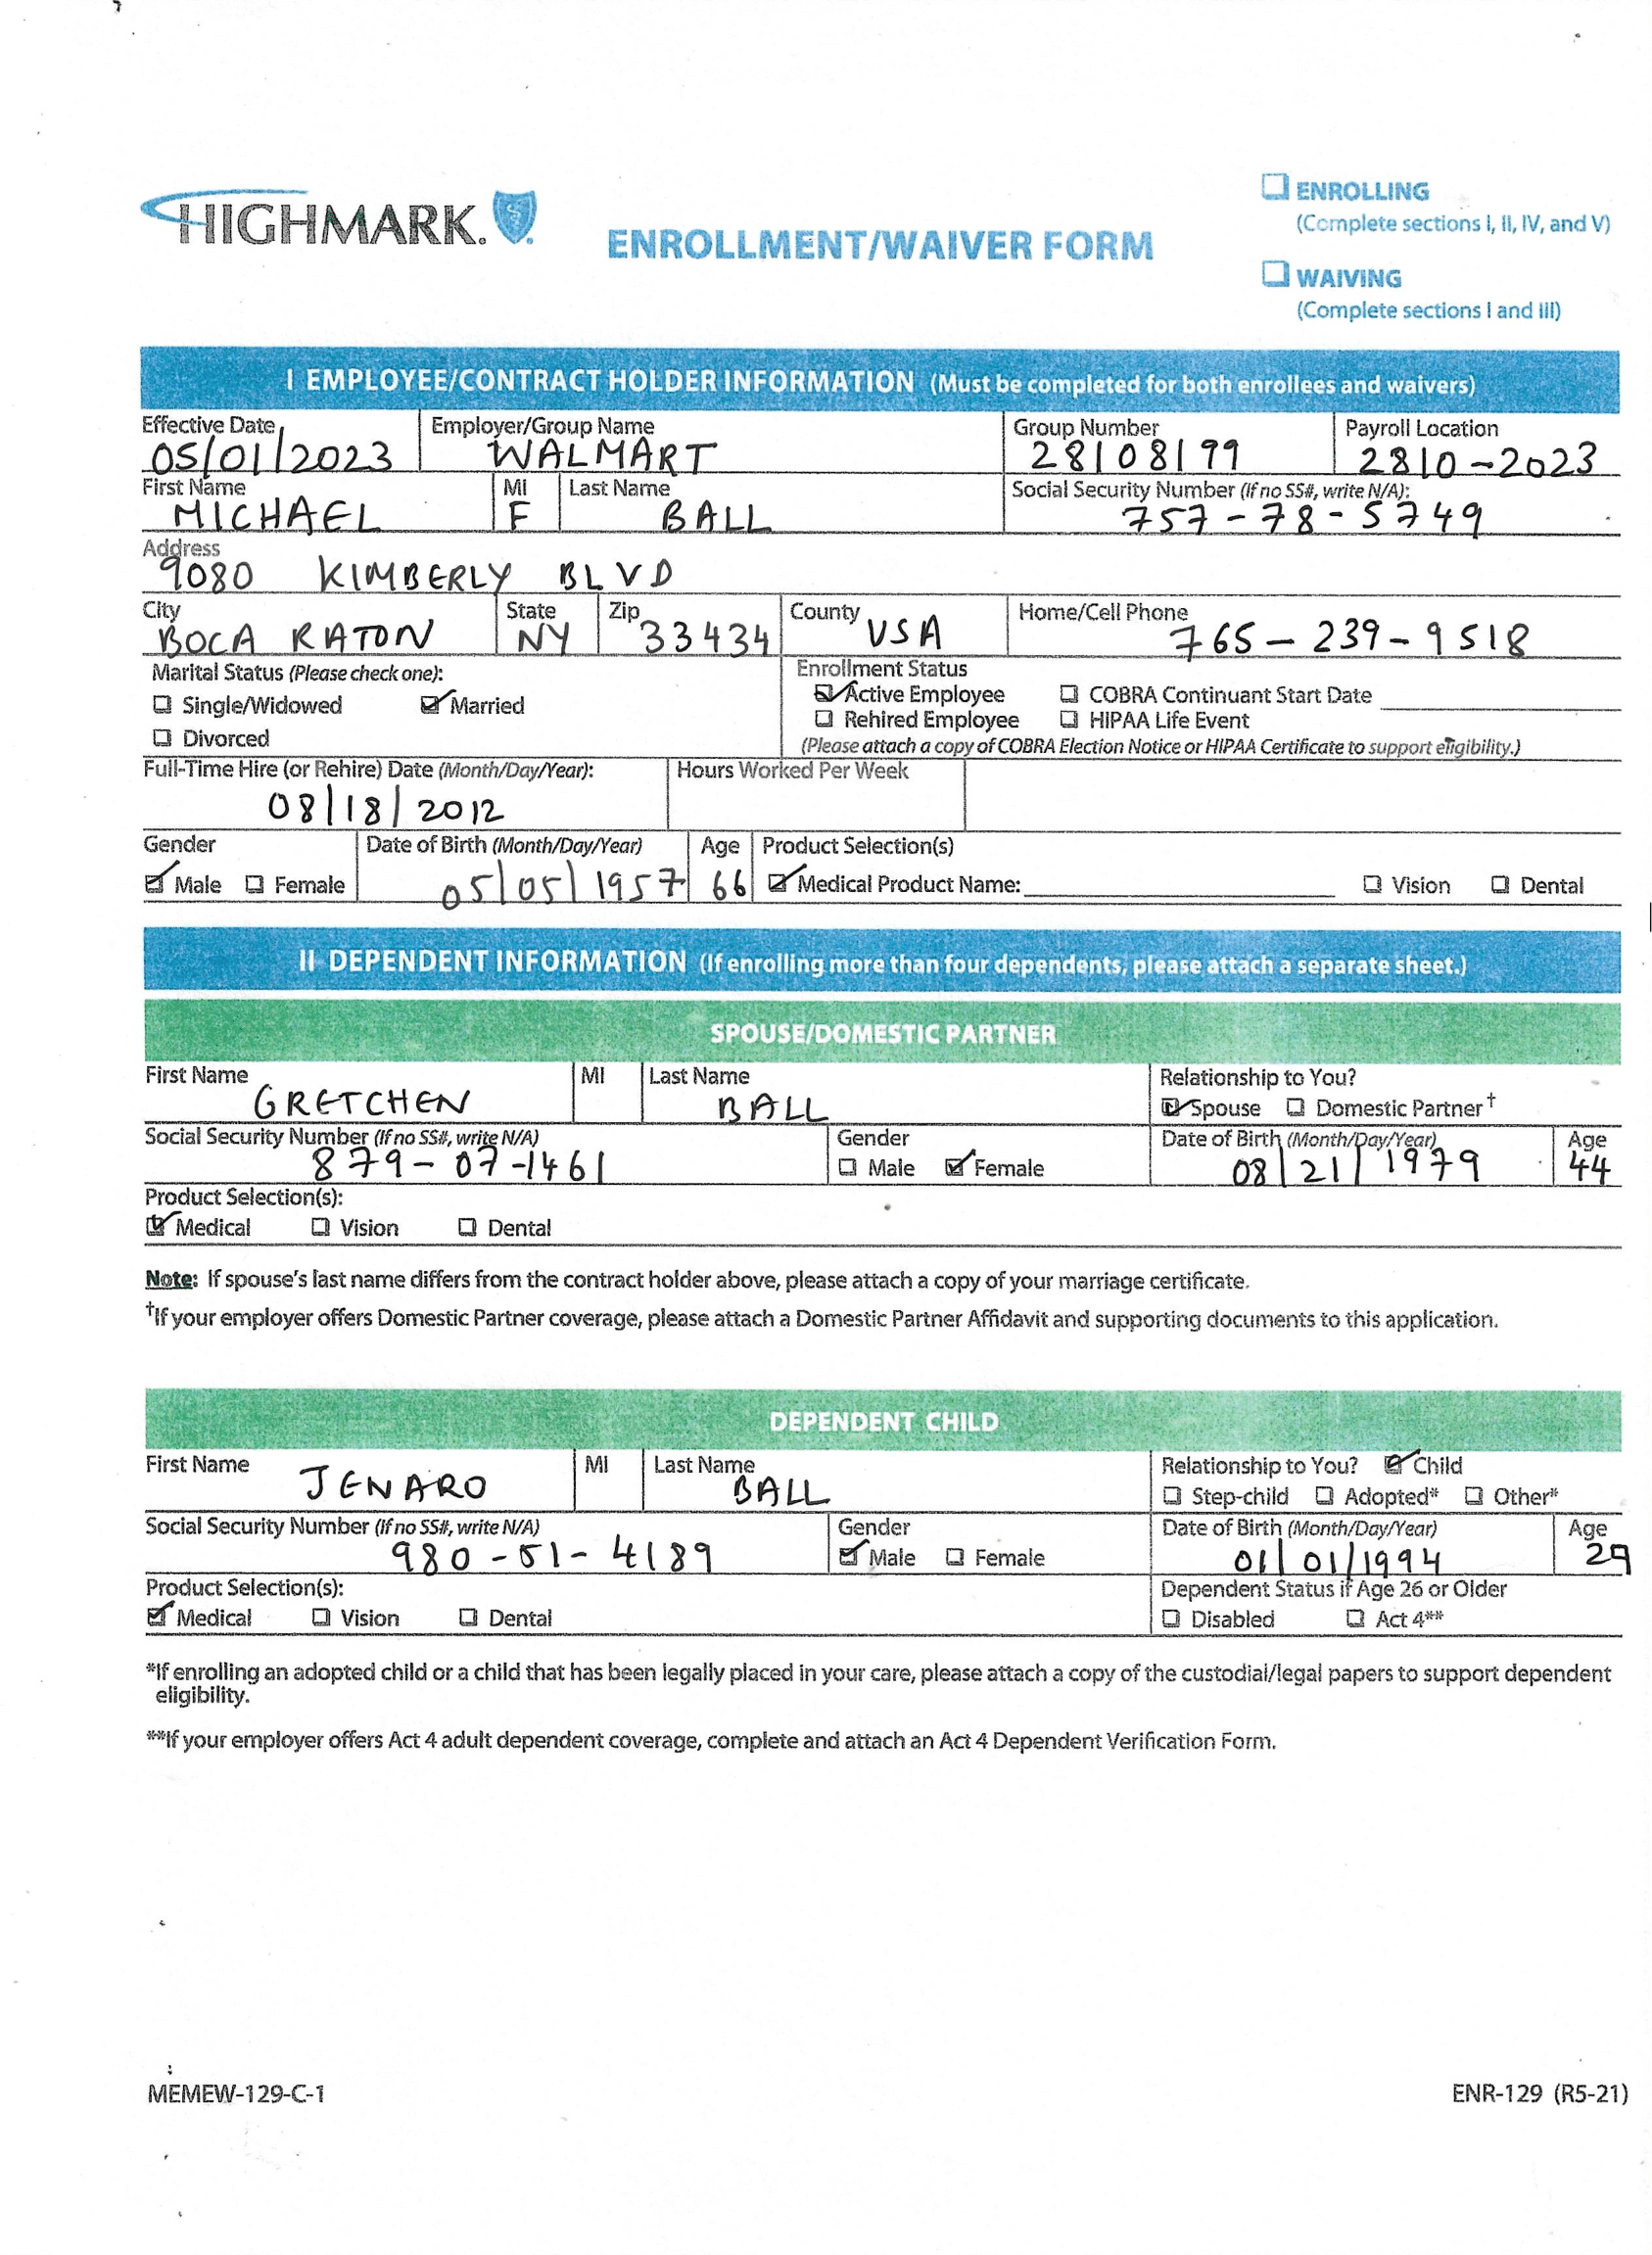 HIGHMARK.
ENROLLMENT/WAIVER FORM
ENROLLING
(Complete sections I, II, IV, and V)
WAIVING
(Complete sections I and III)
I EMPLOYEE/CONTRACT HOLDER INFORMATION (Must be completed for both enrollees and waivers)
Effective Date Employer/Group Name Group Number Payroll Location
05/01/2023 WALMART 28108199 2810-2023
First Name MI Last Name Social Security Number (If no SS#, write N/A):
MICHAEL F BALL 757-78-5749
Address
9080 KIMBERLY BLVD
City State Zip County Home/Cell Phone
BOCA RATON NY 33434 USA 765-239-9518
Marital Status (Please check one): Enrollment Status
Single/Widowed Married Active Employee COBRA Continuant Start Date
Rehired Employee HIPAA Life Event
Divorced (Please attach a copy of COBRA Election Notice or HIPAA Certificate to support eligibility.)
Full-Time Hire (or Rehire) Date (Month/Day/Year): Hours Worked Per Week
08/18/2012
Gender Date of Birth (Month/Day/Year) Age Product Selection(s)
Male Female 05/05/1957 66 Medical Product Name: Vision Dental
II DEPENDENT INFORMATION (If enrolling more than four dependents, please attach a separate sheet.)
SPOUSE/DOMESTIC PARTNER
First Name MI Last Name Relationship to You?
GRETCHEN BALL Spouse Domestic Partner†
Social Security Number (If no SS#, write N/A) Gender Date of Birth (Month/Day/Year) Age
879-07-1461 Male Female 08/21/1979 44
Product Selection(s):
Medical Vision Dental
Note: If spouse's last name differs from the contract holder above, please attach a copy of your marriage certificate.
†If your employer offers Domestic Partner coverage, please attach a Domestic Partner Affidavit and supporting documents to this application.
DEPENDENT CHILD
First Name MI Last Name Relationship to You? Child
JENARO BALL Step-child Adopted* Other*
Social Security Number (If no SS#, write N/A) Gender Date of Birth (Month/Day/Year) Age
980-51-4189 Male Female 01/01/1994 29
Product Selection(s): Dependent Status if Age 26 or Older
Medical Vision Dental Disabled Act 4**
*If enrolling an adopted child or a child that has been legally placed in your care, please attach a copy of the custodial/legal papers to support dependent
eligibility.
**If your employer offers Act 4 adult dependent coverage, complete and attach an Act 4 Dependent Verification Form.
MEMEW-129-C-1 ENR-129 (R5-21)